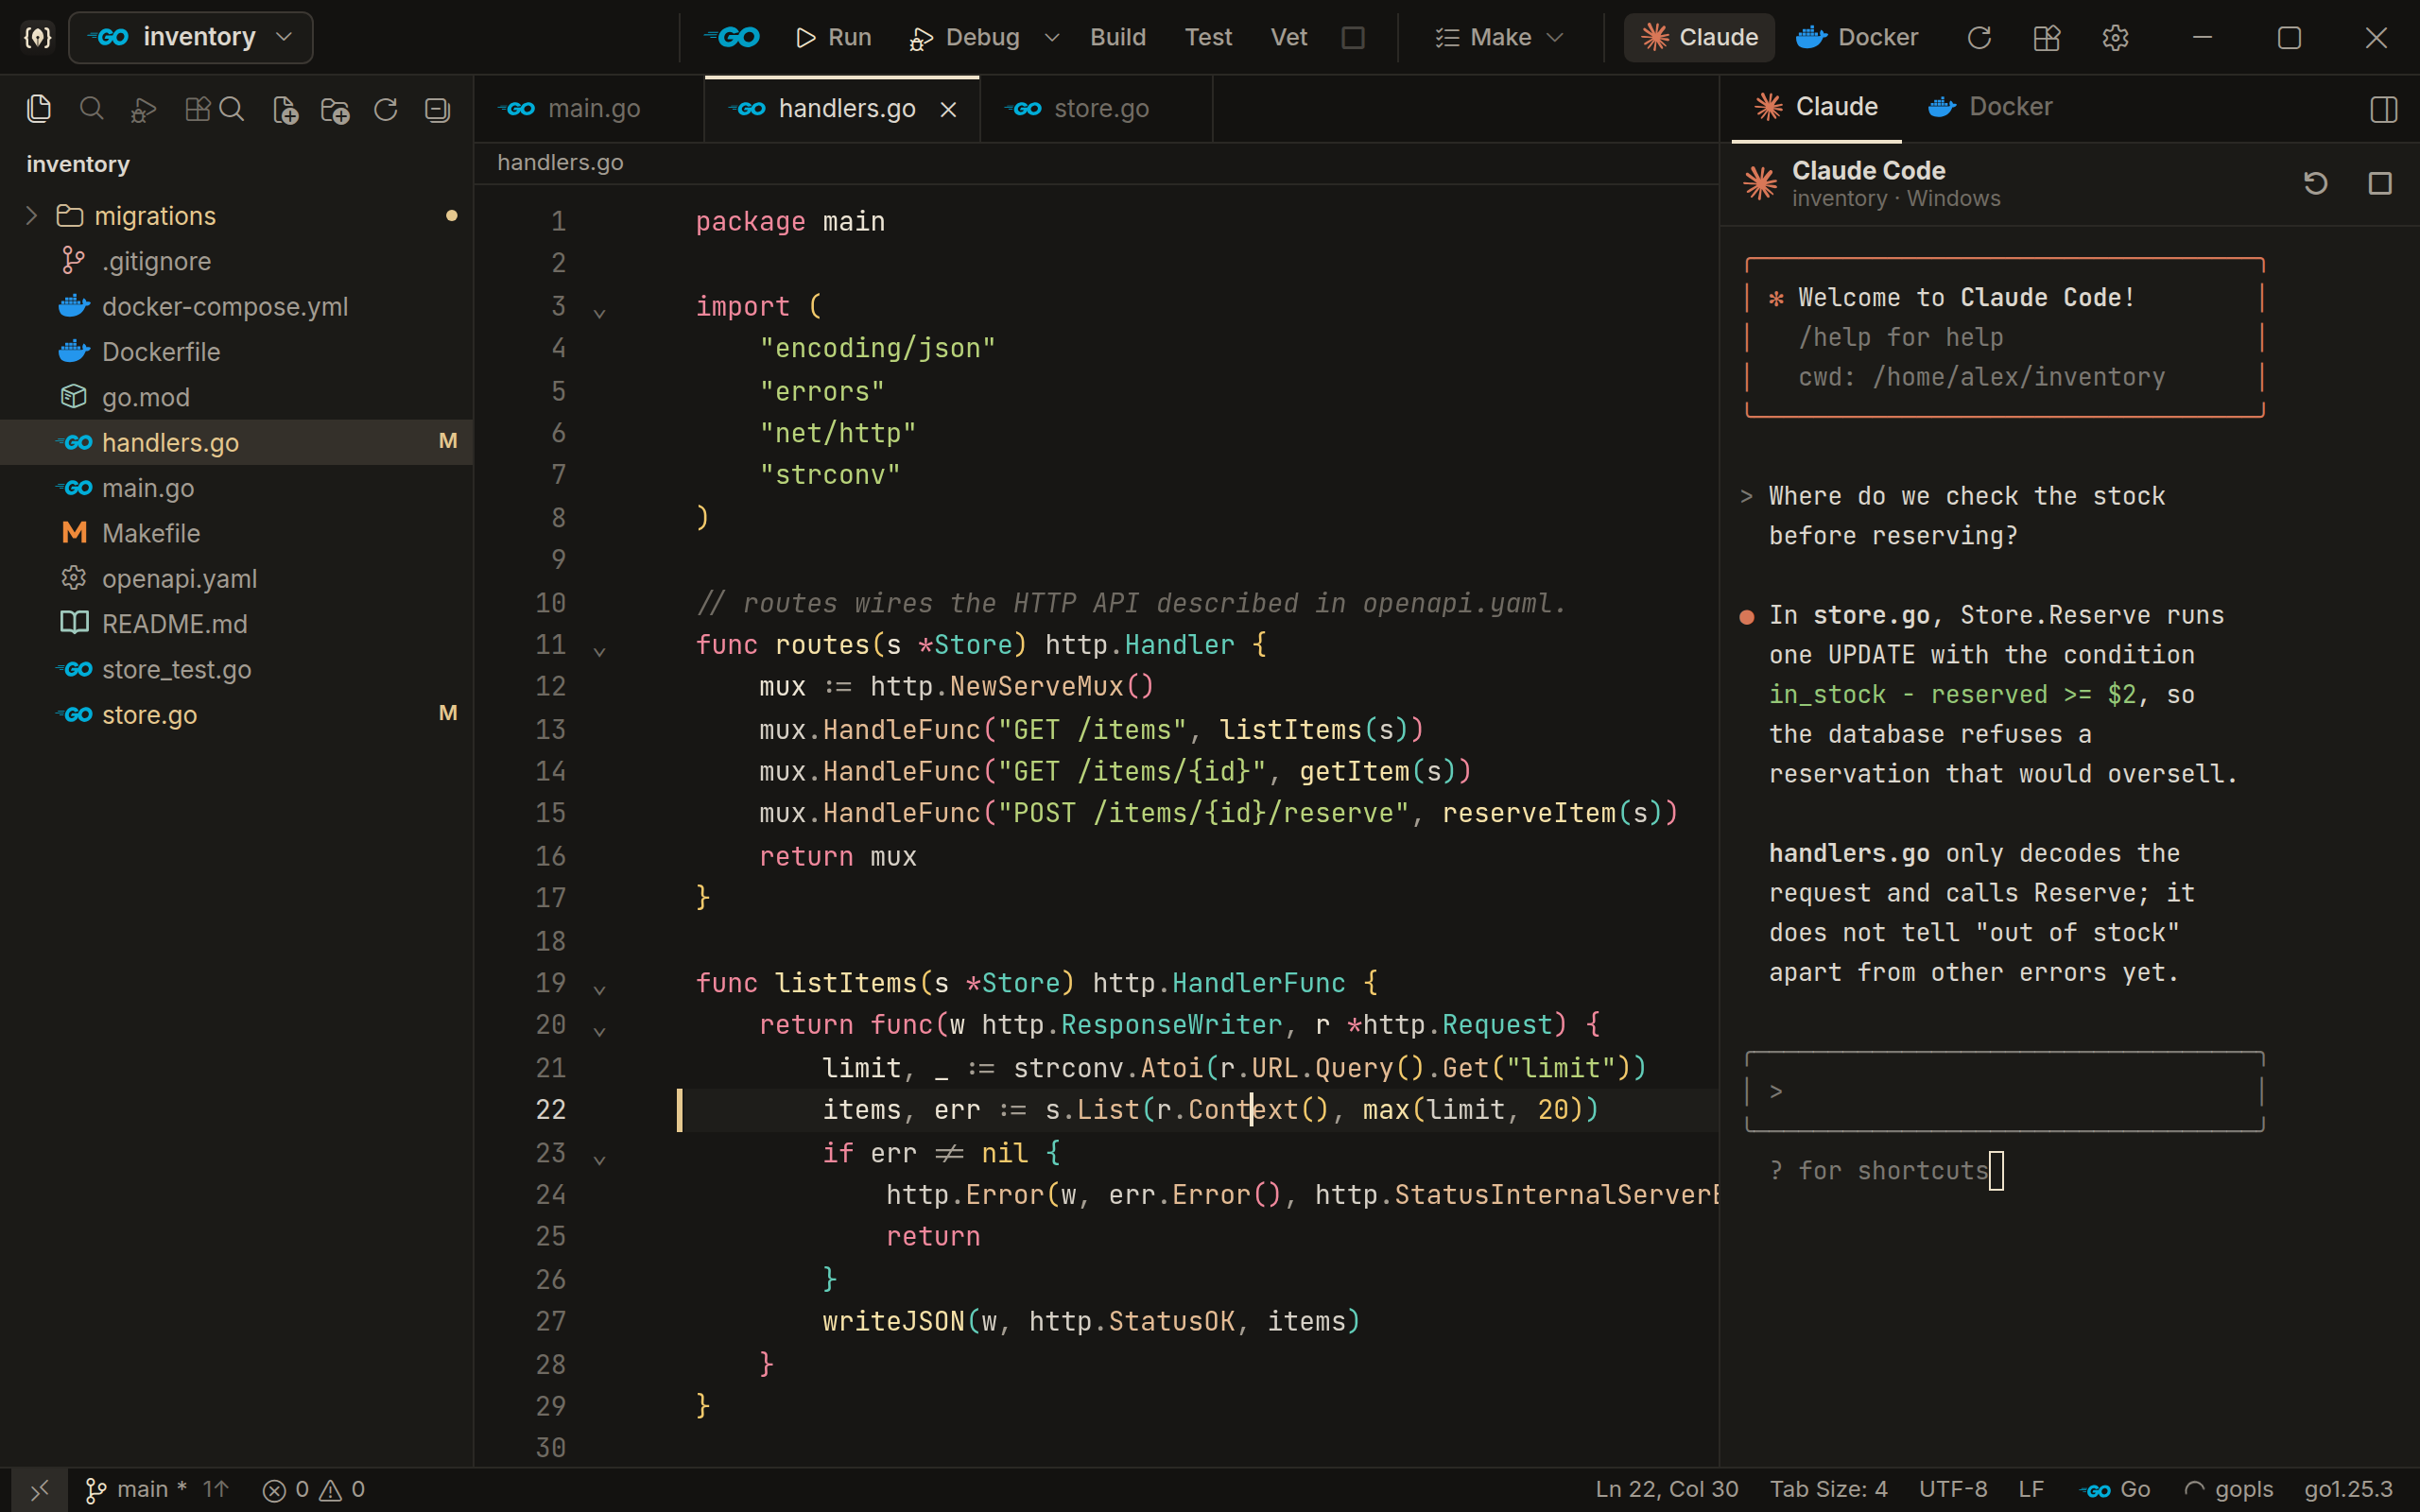 GO inventory
GO Run Debug Build Test Vet Make Claude Docker
inventory
migrations
.gitignore
docker-compose.yml
Dockerfile
go.mod
GO handlers.go M
GO main.go
M Makefile
openapi.yaml
README.md
GO store_test.go
GO store.go M
GO main.go GO handlers.go GO store.go
handlers.go
1 package main
2
3 import (
4 "encoding/json"
5 "errors"
6 "net/http"
7 "strconv"
8 )
9
10 // routes wires the HTTP API described in openapi.yaml.
11 func routes(s *Store) http.Handler {
12 mux := http.NewServeMux()
13 mux.HandleFunc("GET /items", listItems(s))
14 mux.HandleFunc("GET /items/{id}", getItem(s))
15 mux.HandleFunc("POST /items/{id}/reserve", reserveItem(s))
16 return mux
17 }
18
19 func listItems(s *Store) http.HandlerFunc {
20 return func(w http.ResponseWriter, r *http.Request) {
21 limit, _ := strconv.Atoi(r.URL.Query().Get("limit"))
22 items, err := s.List(r.Context(), max(limit, 20))
23 if err != nil {
24 http.Error(w, err.Error(), http.StatusInternalServerE
25 return
26 }
27 writeJSON(w, http.StatusOK, items)
28 }
29 }
30
Claude Docker
Claude Code
inventory · Windows
✻ Welcome to Claude Code!
/help for help
cwd: /home/alex/inventory
> Where do we check the stock
before reserving?
● In store.go, Store.Reserve runs
one UPDATE with the condition
in_stock - reserved >= $2, so
the database refuses a
reservation that would oversell.
handlers.go only decodes the
request and calls Reserve; it
does not tell "out of stock"
apart from other errors yet.
>
? for shortcuts
main * 1↑ 0 0 Ln 22, Col 30 Tab Size: 4 UTF-8 LF GO Go gopls go1.25.3